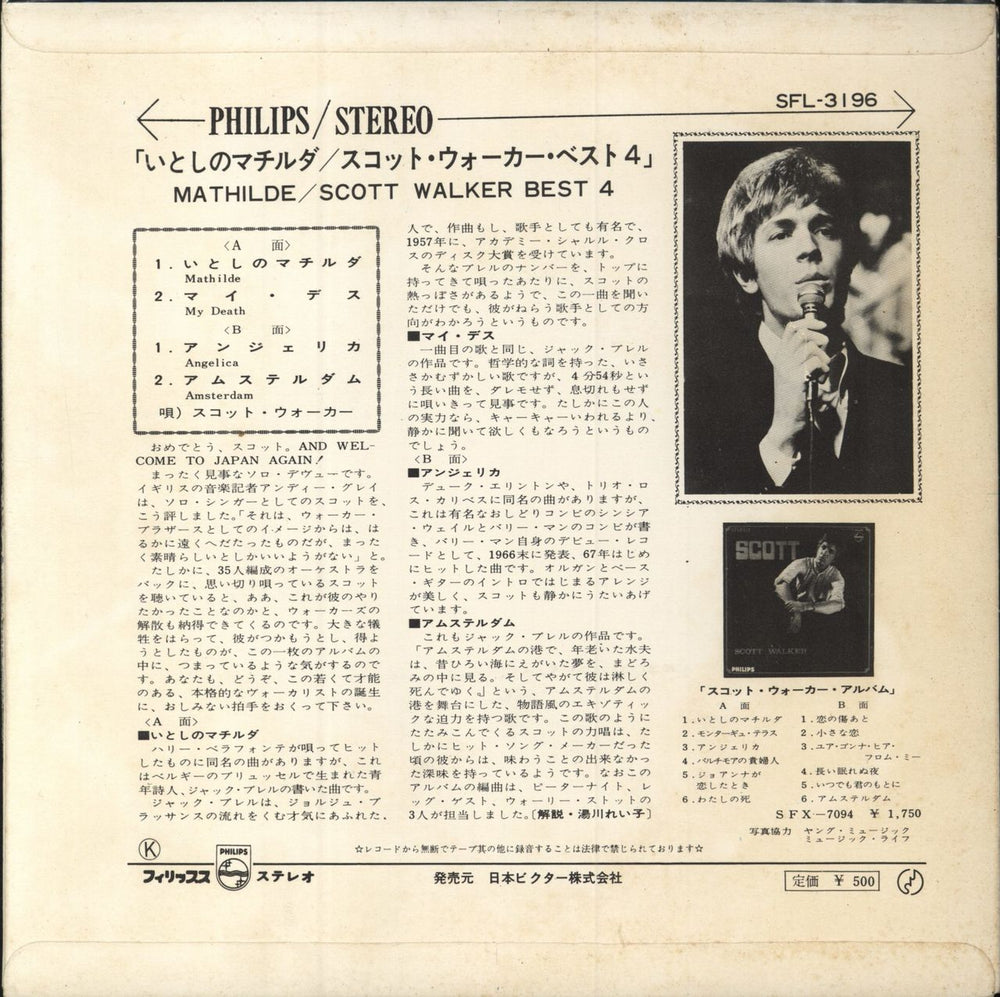 SFL-3196
PHILIPS/STEREO
「いとしのマチルダ/スコット・ウォーカー・ベスト4」
MATHILDE/SCOTT WALKER BEST 4
〈A 面〉
1.いとしのマチルダ
Mathilde
2.マイ・デス
My Death
〈B 面〉
1.アンジェリカ
Angelica
2.アムステルダム
Amsterdam
唄)スコット・ウォーカー
おめでとう、スコット。AND WEL-
COME TO JAPAN AGAIN!
まったく見事なソロ・デヴューです。
イギリスの音楽記者アンディー・グレイ
は、ソロ・シンガーとしてのスコットを、
こう評しました。「それは、ウォーカー・
ブラザースとしてのイメージからは、は
るかに遠くへだたったものだが、まった
く素晴らしいとしかいいようがない」と。
たしかに、35人編成のオーケストラを
バックに、思い切り唄っているスコット
を聴いていると、ああ、これが彼のやり
たかったことなのかと、ウォーカーズの
解散も納得できてくるのです。大きな犠
牲をはらって、彼がつかもうとし、得よ
うとしたものが、この一枚のアルバムの
中に、つまっているような気がするので
す。あなたも、どうぞ、この若くて才能
のある、本格的なヴォーカリストの誕生
に、おしみない拍手をおくって下さい。
〈A 面〉
■いとしのマチルダ
ハリー・ベラフォンテが唄ってヒット
したものに同名の曲がありますが、これ
はベルギーのブリュッセルで生まれた青
年詩人、ジャック・ブレルの書いた曲です。
ジャック・ブレルは、ジョルジュ・ブ
ラッサンスの流れをくむ才気にあふれた、
人で、作曲もし、歌手としても有名で、
1957年に、アカデミー・シャルル・クロ
スのディスク大賞を受けています。
そんなブレルのナンバーを、トップに
持ってきて唄ったあたりに、スコットの
熱っぽさがあるようで、この一曲を聞い
ただけでも、彼がねらう歌手としての方
向がわかろうというものです。
■マイ・デス
一曲目の歌と同じ、ジャック・ブレル
の作品です。哲学的な詞を持った、いさ
さかむずかしい歌ですが、4分54秒とい
う長い曲を、ダレモせず、息切れもせず
に唄いきって見事です。たしかにこの人
の実力なら、キャーキャーいわれるより、
静かに聞いて欲しくもなろうというもの
でしょう。
〈B 面〉
■アンジェリカ
デューク・エリントンや、トリオ・ロ
ス・カリベスに同名の曲がありますが、
これは有名なおしどりコンビのシンシア
・ウェイルとバリー・マンのコンビが書
き、バリー・マン自身のデビュー・レコ
ードとして、1966末に発表、67年はじめ
にヒットした曲です。オルガンとベース
・ギターのイントロではじまるアレンジ
が美しく、スコットも静かにうたいあげ
ています。
■アムステルダム
これもジャック・ブレルの作品です。
「アムステルダムの港で、年老いた水夫
は、昔ひろい海にえがいた夢を、まどろ
みの中に見る。そしてやがて彼は淋しく
死んでゆく。」という、アムステルダムの
港を舞台にした、物語風のエキゾティッ
クな迫力を持つ歌です。この歌のように
たたみこんでくるスコットの力唱は、た
しかにヒット・ソング・メーカーだった
頃の彼からは、味わうことの出来なかっ
た深味を持っているようです。なおこの
アルバムの編曲は、ピーターナイト、レ
ッグ・ゲスト、ウォーリー・ストットの
3人が担当しました。〔解説・湯川れい子〕
SCOTT
SCOTT WALKER
PHILIPS
「スコット・ウォーカー・アルバム」
A 面
1.いとしのマチルダ
2.モンターギュ・テラス
3.アンジェリカ
4.バルチモアの貴婦人
5.ジョアンナが
恋したとき
6.わたしの死
B 面
1.恋の傷あと
2.小さな恋
3.ユア・ゴンナ・ヒア・
フロム・ミー
4.長い眠れぬ夜
5.いつでも君のもとに
6.アムステルダム
SFX-7094 ¥1,750
写真協力 ヤング・ミュージック
ミュージック・ライフ
☆レコードから無断でテープ其の他に録音することは法律で禁じられております☆
K
フィリップス
PHILIPS
ステレオ
発売元 日本ビクター株式会社
定価 ¥500